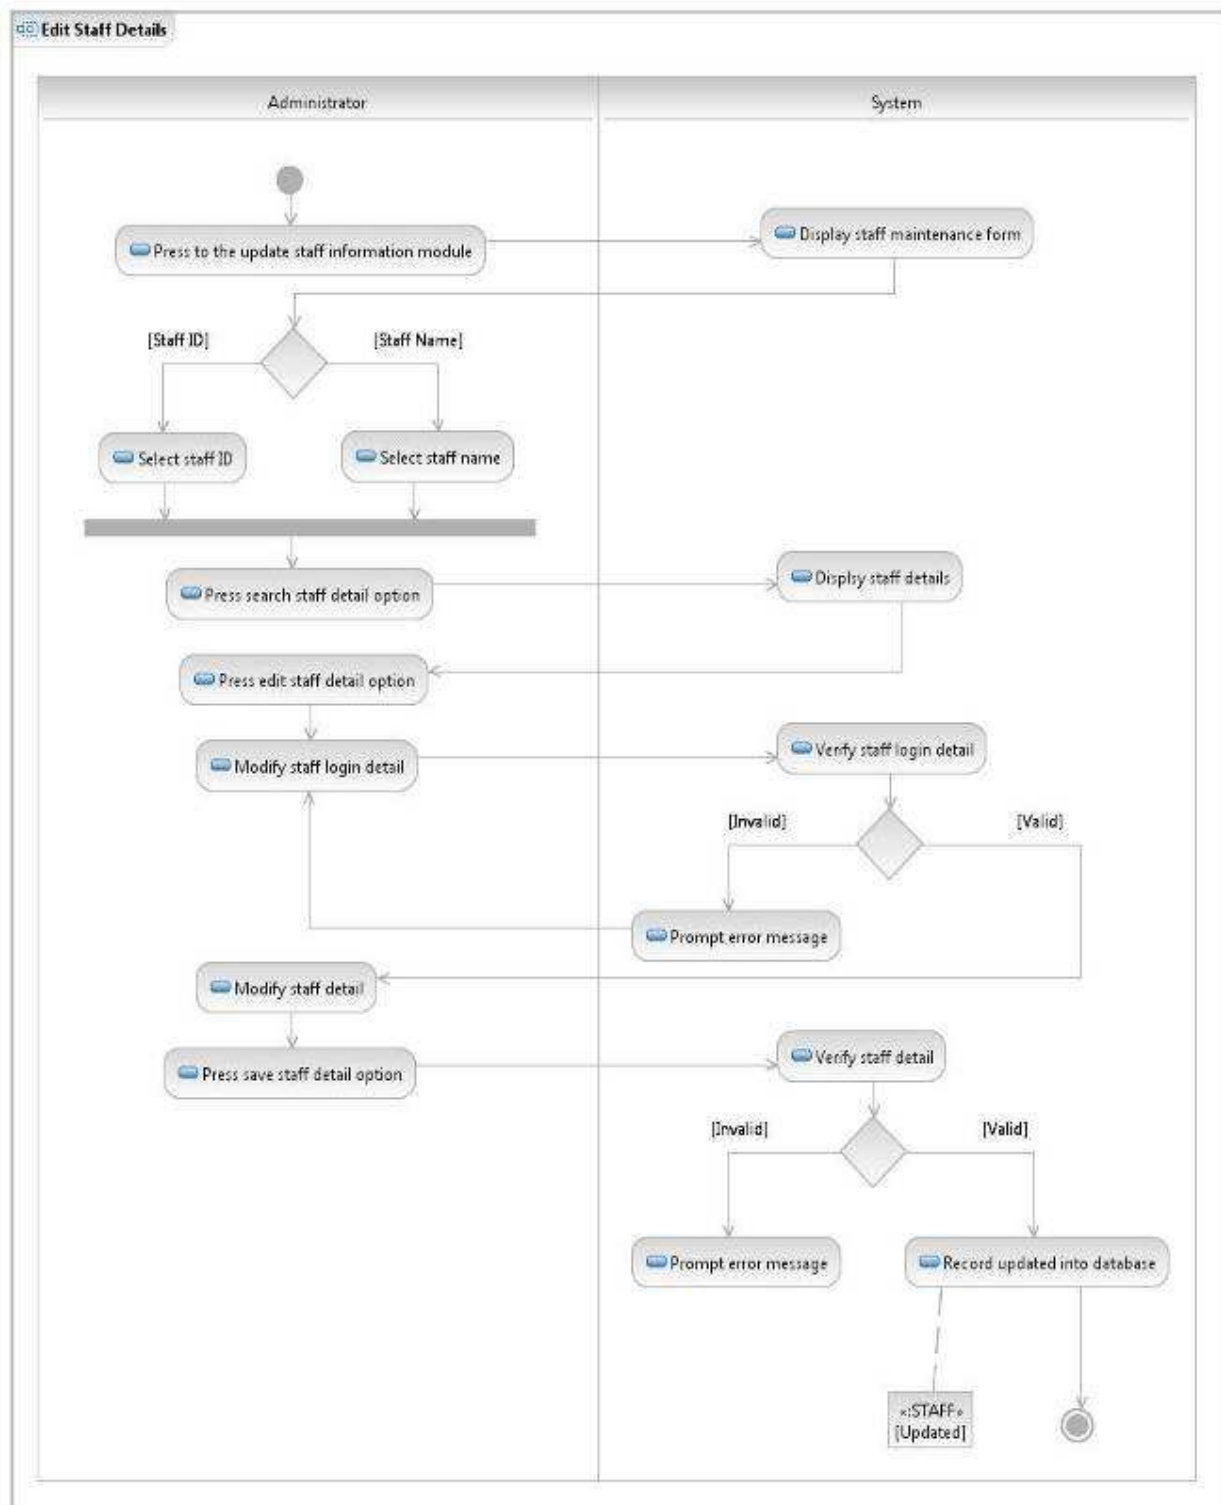 Edit Staff Details
Administrator
System
Press to the update staff information module
Display staff maintenance form
[Staff ID]
[Staff Name]
Select staff ID
Select staff name
Press search staff detail option
Display staff details
Press edit staff detail option
Modify staff login detail
Verify staff login detail
[Invalid]
[Valid]
Prompt error message
Modify staff detail
Press save staff detail option
Verify staff detail
[Invalid]
[Valid]
Prompt error message
Record updated into database
«:STAFF»
[Updated]